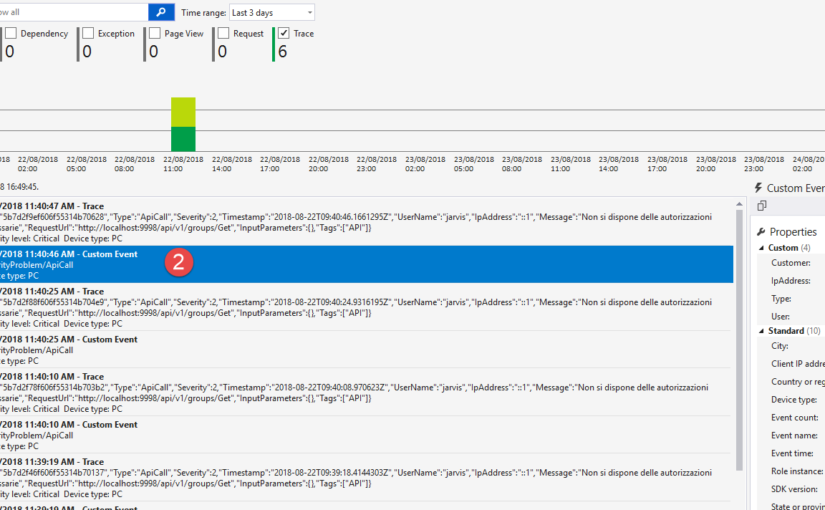 ow all
Time range: Last 3 days
Dependency Exception Page View Request Trace
0 0 0 0 6
018 22/08/2018 22/08/2018 22/08/2018 22/08/2018 22/08/2018 22/08/2018 22/08/2018 22/08/2018 23/08/2018 23/08/2018 23/08/2018 23/08/2018 23/08/2018 23/08/2018 23/08/2018 23/08/2018 24/08/20
02:00 05:00 08:00 11:00 14:00 17:00 20:00 23:00 02:00 05:00 08:00 11:00 14:00 17:00 20:00 23:00 02:00
8 16:49:45.
/2018 11:40:47 AM - Trace
"5b7d2f9ef606f55314b70628","Type":"ApiCall","Severity":2,"Timestamp":"2018-08-22T09:40:46.1661295Z","UserName":"jarvis","IpAddress":"::1","Message":"Non si dispone delle autorizzazioni
ssarie","RequestUrl":"http://localhost:9998/api/v1/groups/Get","InputParameters":{},"Tags":["API"]})
ity level: Critical Device type: PC
/2018 11:40:46 AM - Custom Event
rityProblem/ApiCall
e type: PC
2
/2018 11:40:25 AM - Trace
"5b7d2f88f606f55314b704e9","Type":"ApiCall","Severity":2,"Timestamp":"2018-08-22T09:40:24.9316195Z","UserName":"jarvis","IpAddress":"::1","Message":"Non si dispone delle autorizzazioni
ssarie","RequestUrl":"http://localhost:9998/api/v1/groups/Get","InputParameters":{},"Tags":["API"]})
ity level: Critical Device type: PC
/2018 11:40:25 AM - Custom Event
rityProblem/ApiCall
e type: PC
/2018 11:40:10 AM - Trace
"5b7d2f78f606f55314b703b2","Type":"ApiCall","Severity":2,"Timestamp":"2018-08-22T09:40:08.970623Z","UserName":"jarvis","IpAddress":"::1","Message":"Non si dispone delle autorizzazioni
ssarie","RequestUrl":"http://localhost:9998/api/v1/groups/Get","InputParameters":{},"Tags":["API"]})
ity level: Critical Device type: PC
/2018 11:40:10 AM - Custom Event
rityProblem/ApiCall
e type: PC
/2018 11:39:19 AM - Trace
"5b7d2f46f606f55314b70137","Type":"ApiCall","Severity":2,"Timestamp":"2018-08-22T09:39:18.4144303Z","UserName":"jarvis","IpAddress":"::1","Message":"Non si dispone delle autorizzazioni
ssarie","RequestUrl":"http://localhost:9998/api/v1/groups/Get","InputParameters":{},"Tags":["API"]})
ity level: Critical Device type: PC
/2018 11:39:19 AM - Custom Event
Custom Even
Properties
Custom (4)
Customer:
IpAddress:
Type:
User:
Standard (10)
City:
Client IP addre
Country or reg
Device type:
Event count:
Event name:
Event time:
Role instance:
SDK version:
State or provin